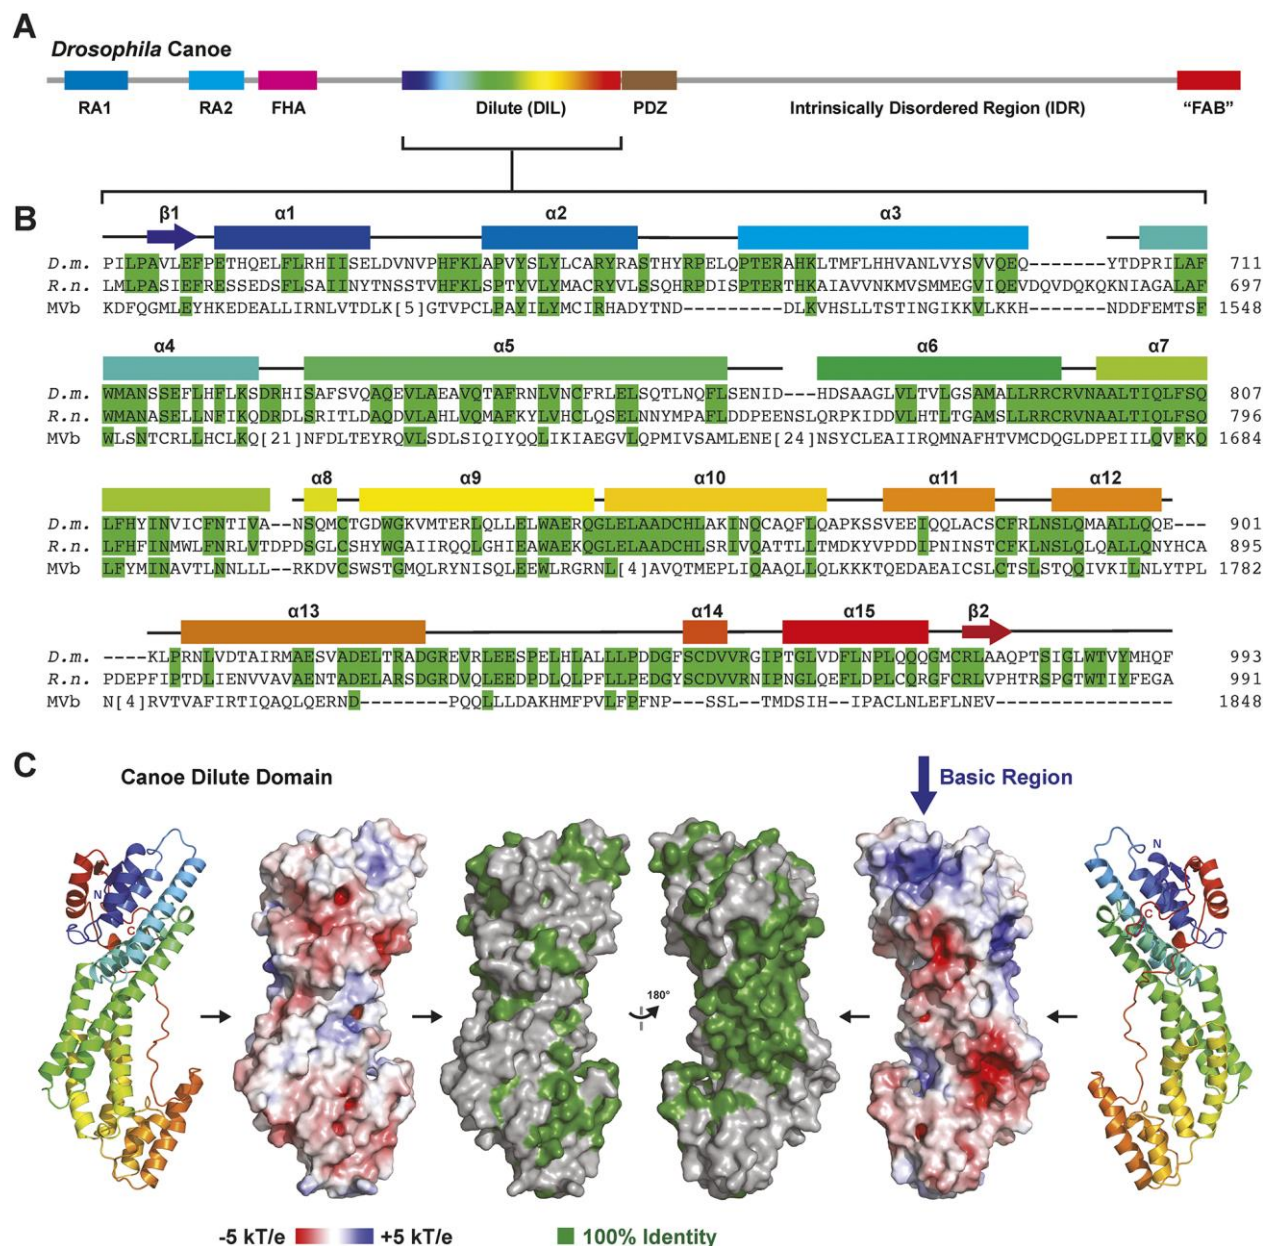 A
Drosophila Canoe
RA1 RA2 FHA Dilute (DIL) PDZ Intrinsically Disordered Region (IDR) "FAB"
B
β1 α1 α2 α3
D.m. PILPAVLEFPETHQELFLRHIISELDVNVPHFKLAPVYSLYLCARYRASTHYRPELQPTERAHKLTMFLHHVANLVYSVVQEQ-------YTDPRILAF 711
R.n. LMLPASIEFRESSEDSFLSAIINYTNSSTVHFKLSPTYVLYMACRYVLSSQHRPDISPTERTHKAIAVVNKMVSMMEGVIQEVDQVDQKQKNIAGALAF 697
MVb KDFQGMLEYHKEDEALLIRNLVTDLK[5]GTVPCLPAYILYMCIRHADYTND---------DLKVHSLLTSTINGIKKVLKKH-------NDDFEMTSF 1548
α4 α5 α6 α7
D.m. WMANSSEFLHFLKSDRHISAFSVQAQEVLAEAVQTAFRNLVNCFRLELSQTLNQFLSENID---HDSAAGLVLTVLGSAMALLRRCRVNAALTIQLFSQ 807
R.n. WMANASELLNFIKQDRDLSRITLDAQDVLAHLVQMAFKYLVHCLQSELNNYMPAFLDDPEENSLQRPKIDDVLHTLTGAMSLLRRCRVNAALTIQLFSQ 796
MVb WLSNTCRLLHCLKQ[21]NFDLTEYRQVLSDLSIQIYQQLIKIAEGVLQPMIVSAMLENE[24]NSYCLEAIIRQMNAFHTVMCDQGLDPEIILQVFKQ 1684
α8 α9 α10 α11 α12
D.m. LFHYINVICFNTIVA--NSQMCTGDWGKVMTERLQLLELWAERQGLELAADCHLAKINQCAQFLQAPKSSVEEIQQLACSCFRLNSLQMAALLQQE--- 901
R.n. LFHFINMWLFNRLVTDPDSGLCSHYWGAIIRQQLGHIEAWAEKQGLELAADCHLSRIVQATTLLTMDKYVPDDIPNINSTCFKLNSLQLQALLQNYHCA 895
MVb LFYMINAVTLNNLLL--RKDVCSWSTGMQLRYNISQLEEWLRGRNL[4]AVQTMEPLIQAAQLLQLKKKTQEDAEAICSLCTSLSTQQIVKILNLYTPL 1782
α13 α14 α15 β2
D.m. ----KLPRNLVDTAIRMAESVADELTRADGREVRLEESPELHLALLLPDDGFSCDVVRGIPTGLVDFLNPLQQQGMCRLAAQPTSIGLWTVYMHQF 993
R.n. PDEPFIPTDLIENVVAVAENTADELARSDGRDVQLEEDPDLQLPFLLPEDGYSCDVVRNIPNGLQEFLDPLCQRGFCRLVPHTRSPGTWTIYFEGA 991
MVb N[4]RVTVAFIRTIQAQLQERND--------PQQLLLDAKHMFPVLFPFNP---SSL--TMDSIH--IPACLNLEFLNEV---------------- 1848
C
Canoe Dilute Domain
Basic Region
N
C
180°
N
C
-5 kT/e +5 kT/e 100% Identity